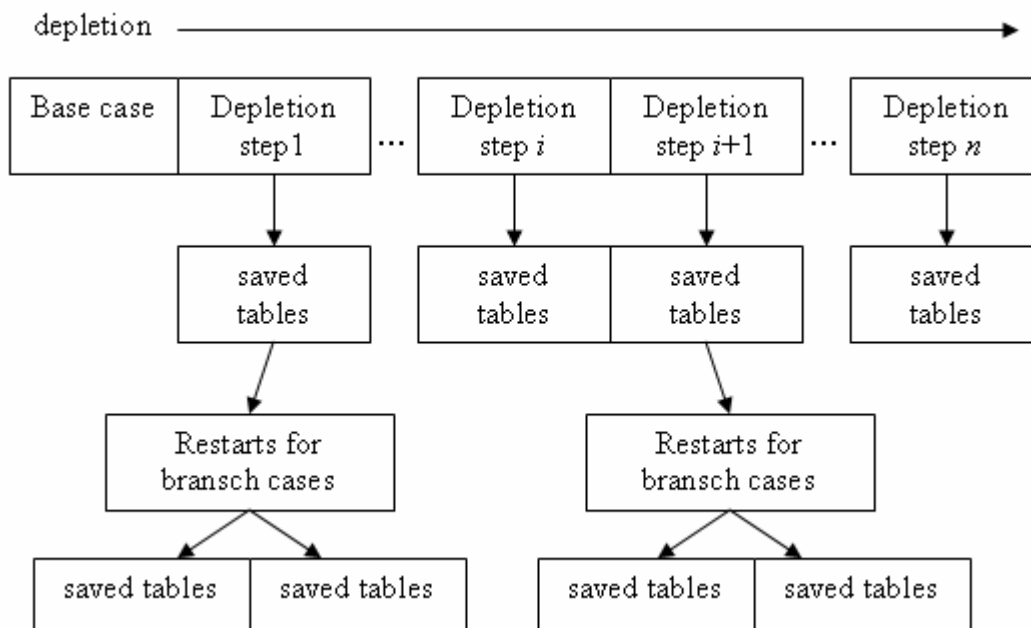 depletion
Base case
Depletion
step1
...
Depletion
step i
Depletion
step i+1
...
Depletion
step n
saved
tables
saved
tables
saved
tables
saved
tables
Restarts for
bransch cases
Restarts for
bransch cases
saved tables
saved tables
saved tables
saved tables